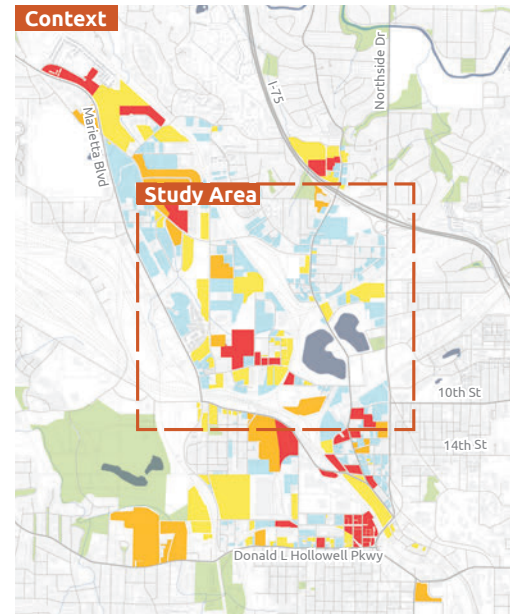 Context
I-75
Northside Dr
Marietta Blvd
Study Area
10th St
14th St
Donald L Hollowell Pkwy